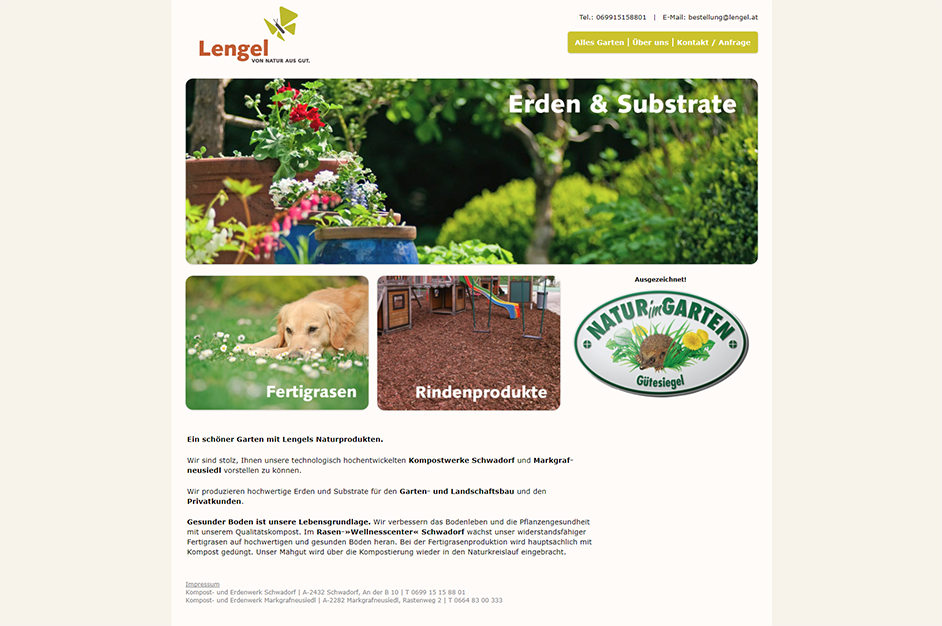 Lengel
VON NATUR AUS GUT.
Tel.: 069915158801 | E-Mail: bestellung@lengel.at
Alles Garten | Über uns | Kontakt / Anfrage
Erden & Substrate
Fertigrasen
Rindenprodukte
Ausgezeichnet!
NATUR im GARTEN
Gütesiegel
Ein schöner Garten mit Lengels Naturprodukten.
Wir sind stolz, Ihnen unsere technologisch hochentwickelten Kompostwerke Schwadorf und Markgraf-
neusiedl vorstellen zu können.
Wir produzieren hochwertige Erden und Substrate für den Garten- und Landschaftsbau und den
Privatkunden.
Gesunder Boden ist unsere Lebensgrundlage. Wir verbessern das Bodenleben und die Pflanzengesundheit
mit unserem Qualitätskompost. Im Rasen-»Wellnesscenter« Schwadorf wächst unser widerstandsfähiger
Fertigrasen auf hochwertigen und gesunden Böden heran. Bei der Fertigrasenproduktion wird hauptsächlich mit
Kompost gedüngt. Unser Mähgut wird über die Kompostierung wieder in den Naturkreislauf eingebracht.
Impressum
Kompost- und Erdenwerk Schwadorf | A-2432 Schwadorf, An der B 10 | T 0699 15 15 88 01
Kompost- und Erdenwerk Markgrafneusiedl | A-2282 Markgrafneusiedl, Rastenweg 2 | T 0664 83 00 333